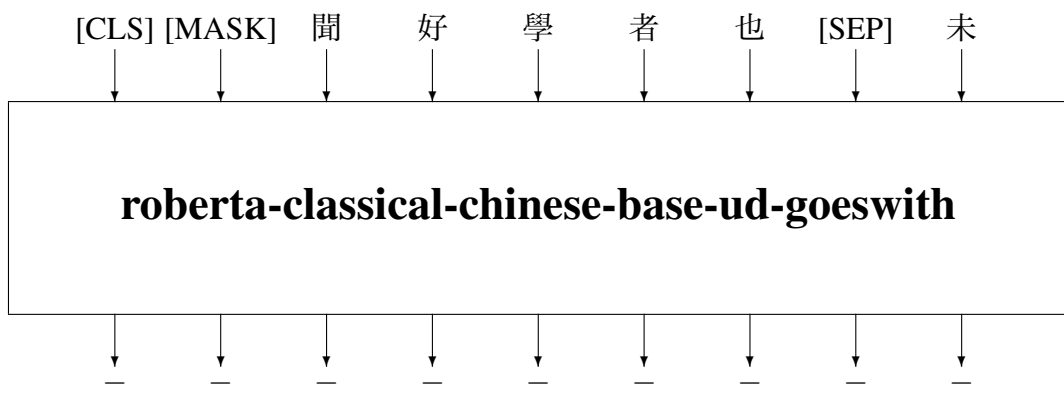 [CLS] [MASK] 聞 好 學 者 也 [SEP] 未
roberta-classical-chinese-base-ud-goeswith
– – – – – – – – –